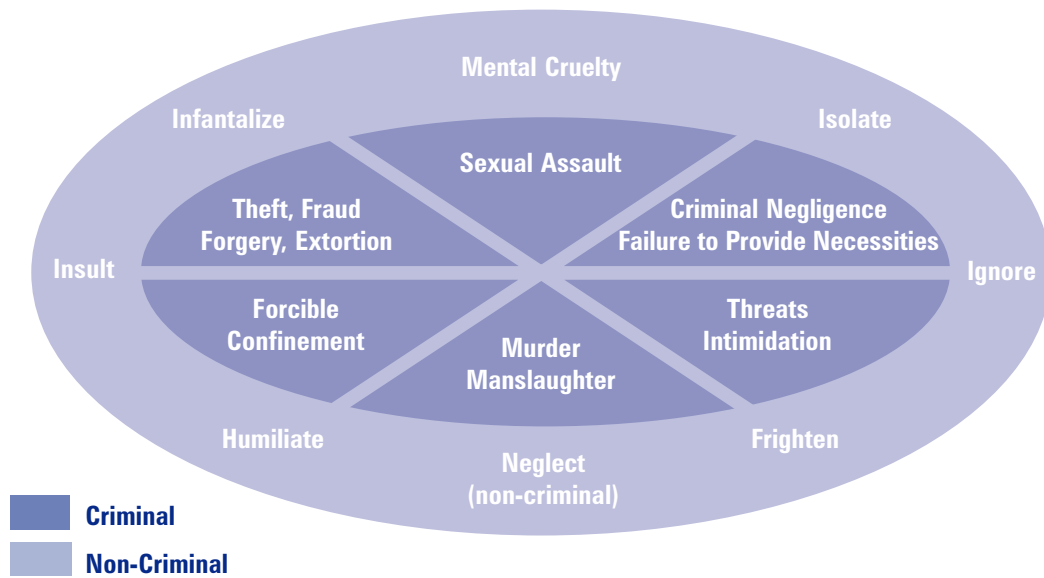 Mental Cruelty
Infantalize
Isolate
Sexual Assault
Theft, Fraud
Forgery, Extortion
Criminal Negligence
Failure to Provide Necessities
Insult
Ignore
Forcible
Confinement
Threats
Intimidation
Murder
Manslaughter
Humiliate
Frighten
Neglect
(non-criminal)
Criminal
Non-Criminal